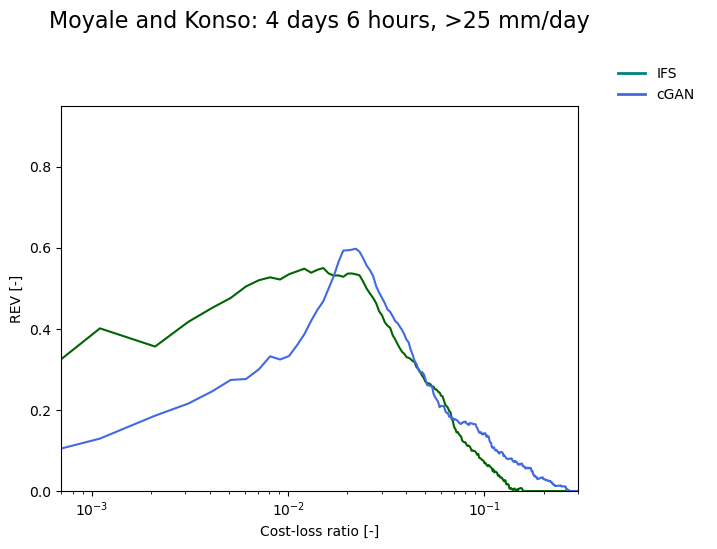 Moyale and Konso: 4 days 6 hours, >25 mm/day
IFS
cGAN
0.8
0.6
0.4
0.2
0.0
REV [-]
10⁻³
10⁻²
10⁻¹
Cost-loss ratio [-]